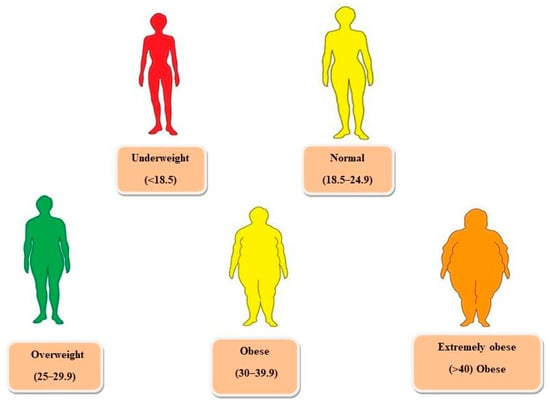 Underweight
(<18.5)
Normal
(18.5–24.9)
Overweight
(25–29.9)
Obese
(30–39.9)
Extremely obese
(>40) Obese